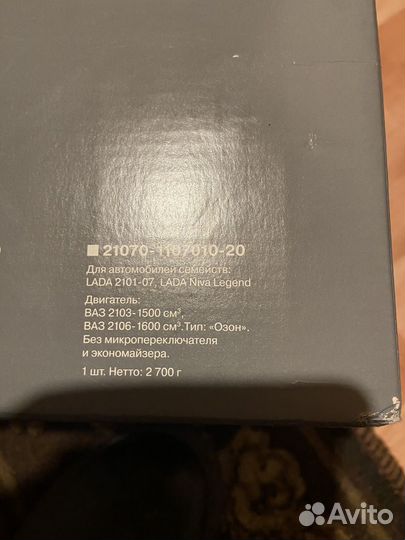 21070-1107010-20
Для автомобилей семейств:
LADA 2101-07, LADA Niva Legend
Двигатель:
ВАЗ 2103-1500 см³,
ВАЗ 2106-1600 см³.Тип: «Озон».
Без микропереключателя
и экономайзера.
1 шт. Нетто: 2 700 г
Avito